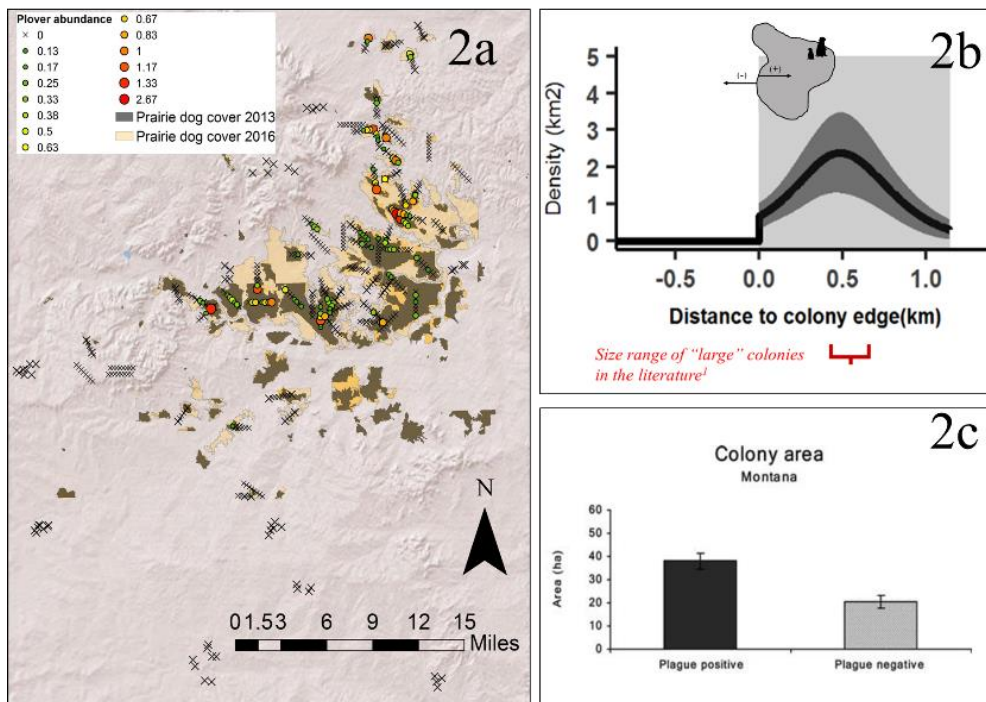 Plover abundance
0
0.13
0.17
0.25
0.33
0.38
0.5
0.63
0.67
0.83
1
1.17
1.33
2.67
Prairie dog cover 2013
Prairie dog cover 2016
2a
N
0 1.5 3 6 9 12 15
Miles
2b
Density (km2)
5
4
3
2
1
0
(-)
(+)
-0.5 0.0 0.5 1.0
Distance to colony edge(km)
Size range of “large” colonies
in the literature1
2c
Colony area
Montana
Area (ha)
60
50
40
30
20
10
0
Plague positive
Plague negative